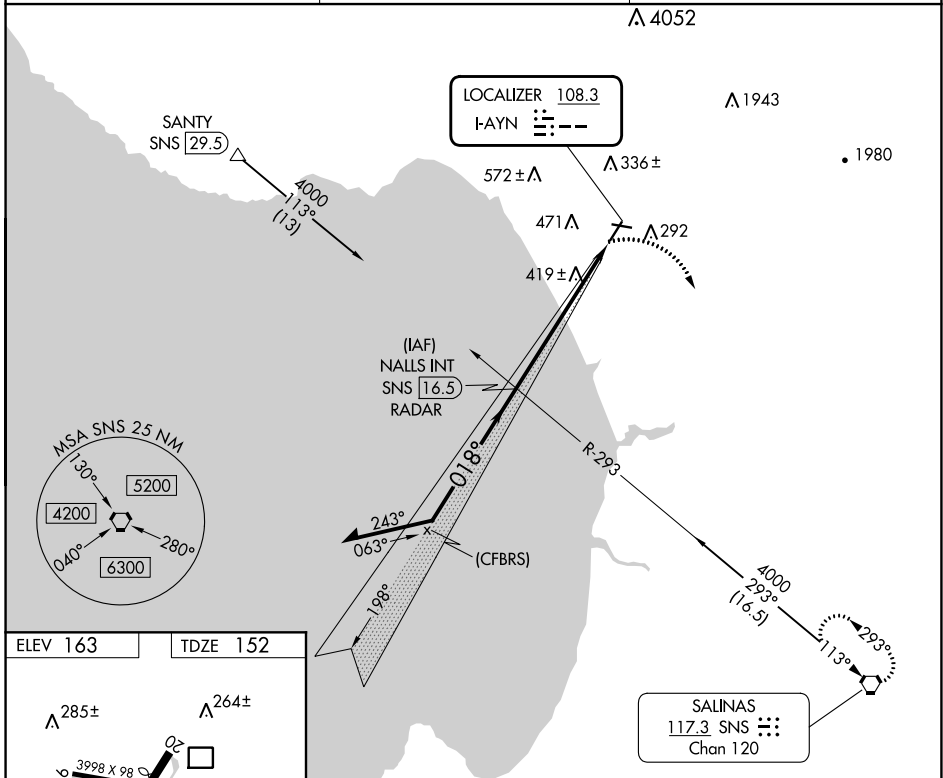 4052
LOCALIZER 108.3
I-AYN
1943
SANTY
SNS 29.5
336±
1980
572±
4000
113°
(13)
471
292
419±
(IAF)
NALLS INT
SNS 16.5
RADAR
MSA SNS 25 NM
130°
5200
4200
040°
280°
6300
018°
R-293
243°
063°
(CFBRS)
198°
4000
293°
(16.5)
293°
113°
ELEV 163
TDZE 152
285±
264±
20
3998 X 98
SALINAS
117.3 SNS
Chan 120